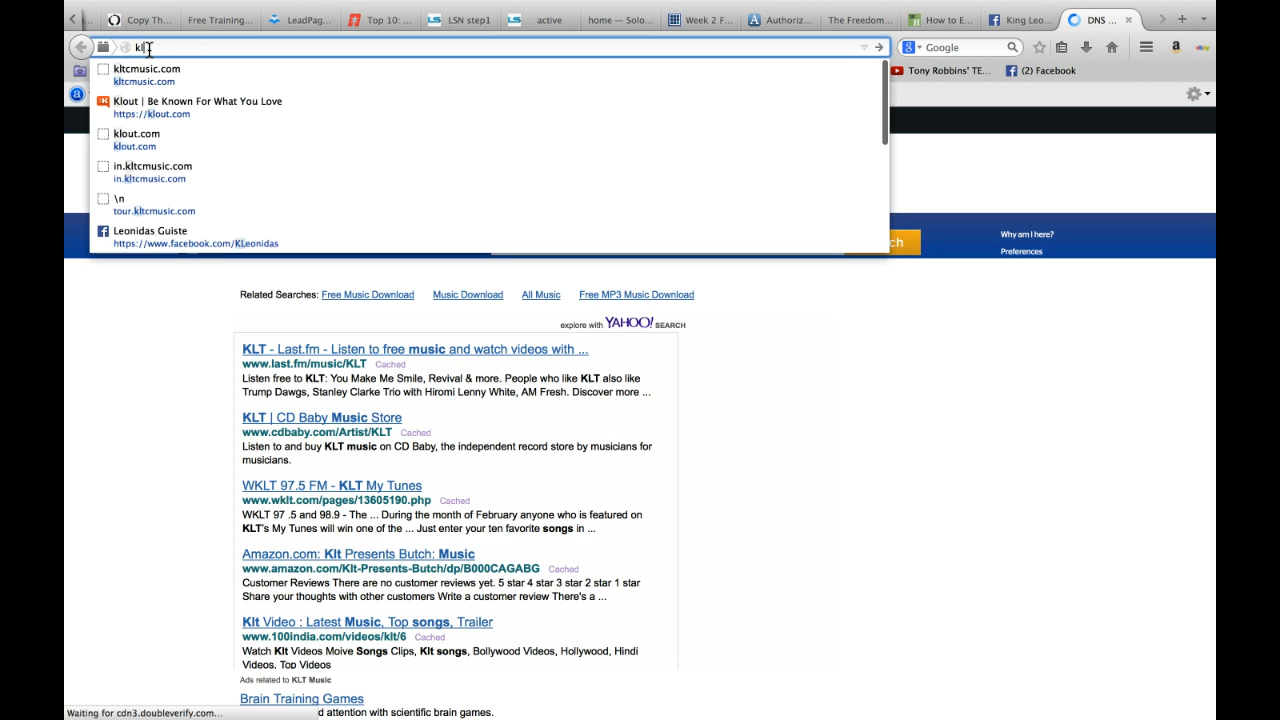 Copy Th...
Free Training...
LeadPag...
Top 10: ...
LSN step1
active
home — Solo...
Week 2 F...
Authoriz...
The Freedom...
How to E...
King Leo...
DNS ...
kl
Google
Tony Robbins' TE...
(2) Facebook
kltcmusic.com
kltcmusic.com
Klout | Be Known For What You Love
https://klout.com
klout.com
klout.com
in.kltcmusic.com
in.kltcmusic.com
\n
tour.kltcmusic.com
Leonidas Guiste
https://www.facebook.com/KLeonidas
ch
Why am I here?
Preferences
Related Searches: Free Music Download Music Download All Music Free MP3 Music Download
explore with YAHOO! SEARCH
KLT - Last.fm - Listen to free music and watch videos with ...
www.last.fm/music/KLT Cached
Listen free to KLT: You Make Me Smile, Revival & more. People who like KLT also like
Trump Dawgs, Stanley Clarke Trio with Hiromi Lenny White, AM Fresh. Discover more ...
KLT | CD Baby Music Store
www.cdbaby.com/Artist/KLT Cached
Listen to and buy KLT music on CD Baby, the independent record store by musicians for
musicians.
WKLT 97.5 FM - KLT My Tunes
www.wklt.com/pages/13605190.php Cached
WKLT 97 .5 and 98.9 - The ... During the month of February anyone who is featured on
KLT's My Tunes will win one of the ... Just enter your ten favorite songs in ...
Amazon.com: Klt Presents Butch: Music
www.amazon.com/Klt-Presents-Butch/dp/B000CAGABG Cached
Customer Reviews There are no customer reviews yet. 5 star 4 star 3 star 2 star 1 star
Share your thoughts with other customers Write a customer review There's a ...
Klt Video : Latest Music, Top songs, Trailer
www.100india.com/videos/klt/6 Cached
Watch Klt Videos Moive Songs Clips, Klt songs, Bollywood Videos, Hollywood, Hindi
Videos, Top Videos
Ads related to KLT Music
Brain Training Games
d attention with scientific brain games.
Waiting for cdn3.doubleverify.com...